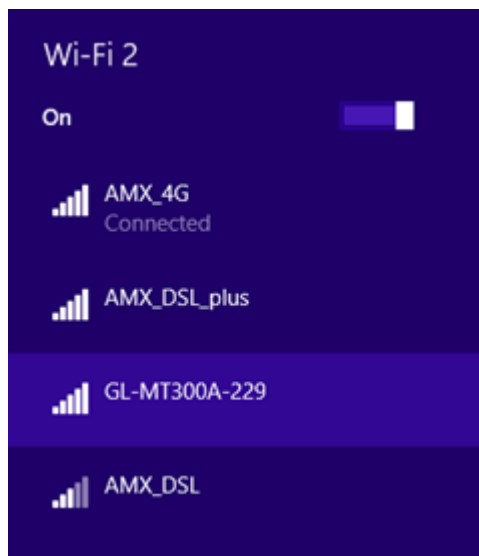 Wi-Fi 2
On
AMX_4G
Connected
AMX_DSL_plus
GL-MT300A-229
AMX_DSL